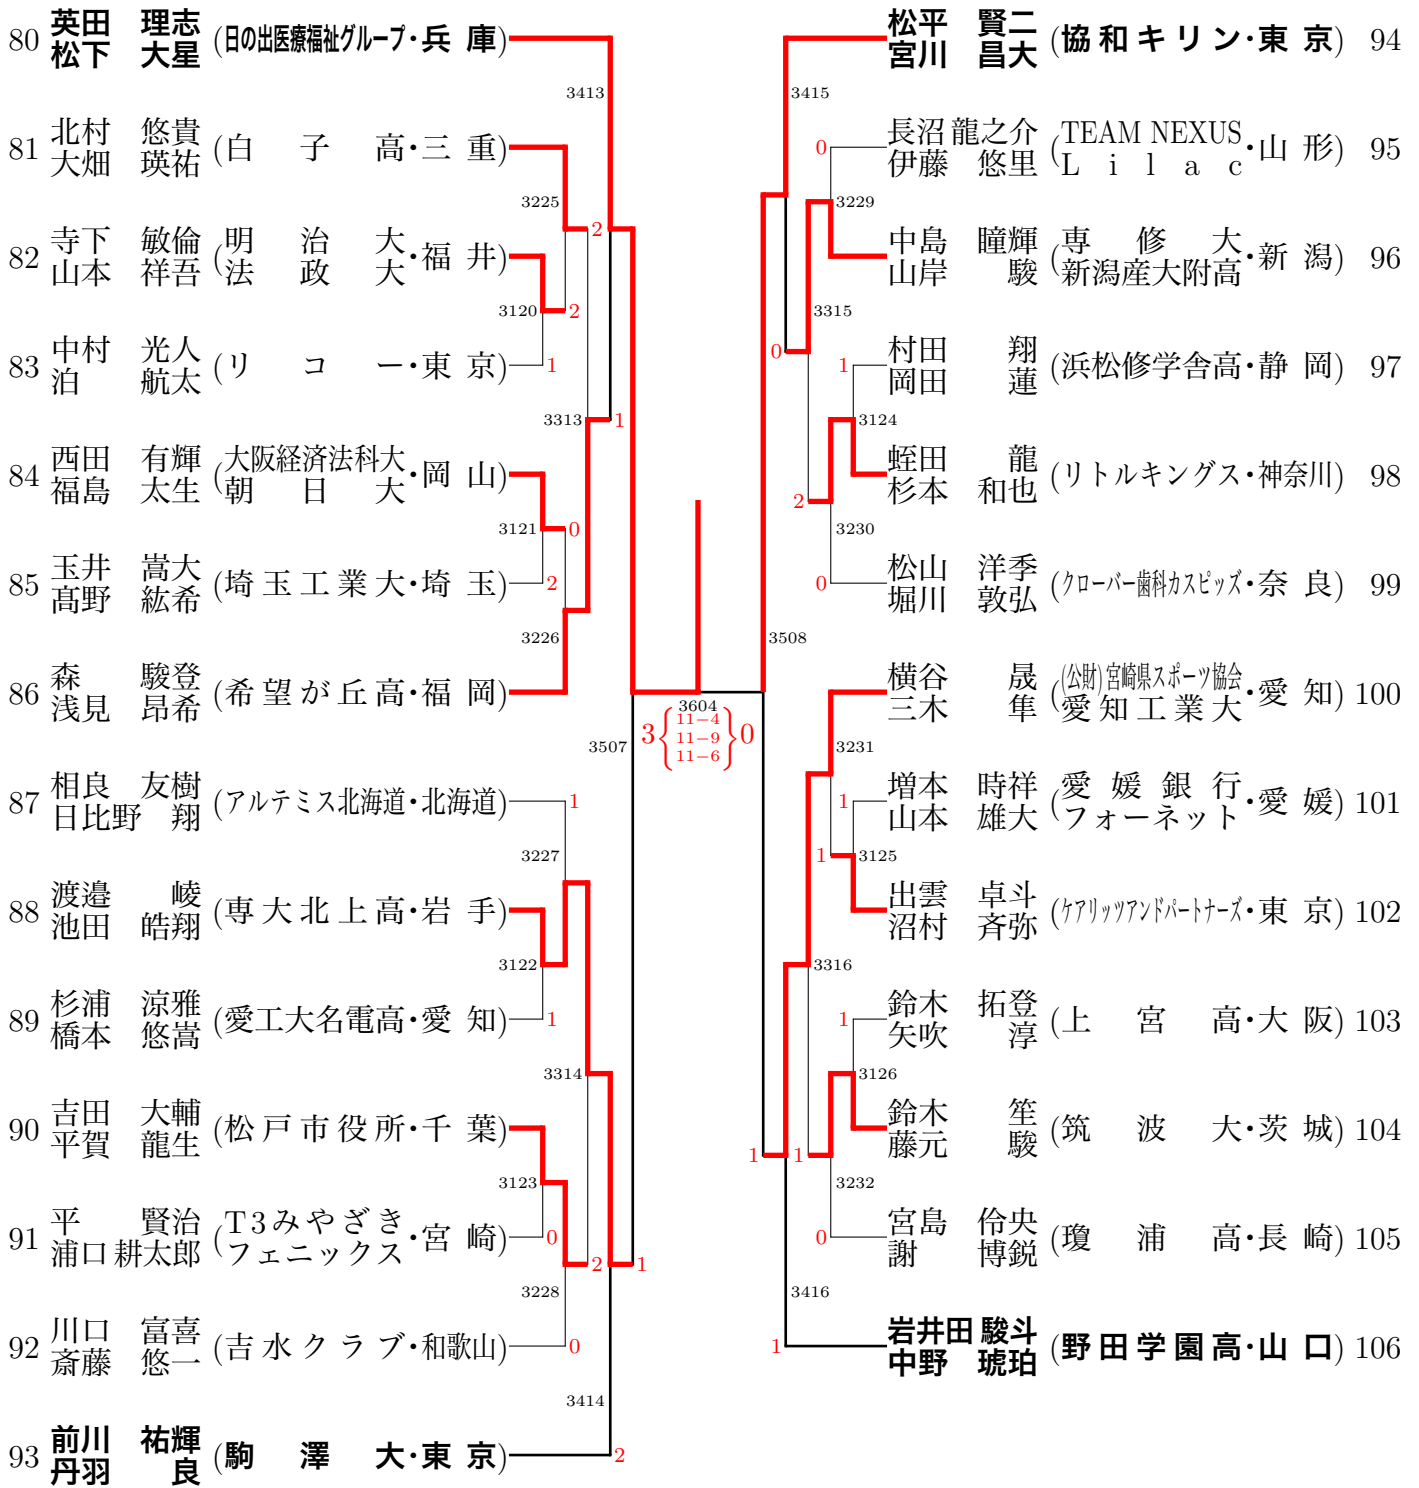 80 英田 理志 松下 大星 (日の出医療福祉グループ・兵 庫)
3413
81 北村 悠貴 大畑 瑛祐 (白子高・三 重)
3225
2
82 寺下 敏倫 山本 祥吾 (明治大 法政大・福 井)
3120
2
83 中村 光人 泊 航太 (リコー・東 京)
1
3313
1
84 西田 有輝 福島 太生 (大阪経済法科大 朝日大・岡 山)
3121
0
85 玉井 嵩大 髙野 紘希 (埼玉工業大・埼 玉)
2
3226
86 森 駿登 浅見 昂希 (希望が丘高・福 岡)
3507
87 相良 友樹 日比野 翔 (アルテミス北海道・北海道)
1
3227
88 渡邉 崚 池田 皓翔 (専大北上高・岩 手)
3122
89 杉浦 涼雅 橋本 悠嵩 (愛工大名電高・愛 知)
1
3314
90 吉田 大輔 平賀 龍生 (松戸市役所・千 葉)
3123
91 平 賢治 浦口 耕太郎 (T3みやざき フェニックス・宮 崎)
0
2
1
3228
92 川口 富喜 斎藤 悠一 (吉水クラブ・和歌山)
0
3414
93 前川 祐輝 丹羽 良 (駒澤大・東 京)
2
3604
3 { 11-4
11-9
11-6 } 0
松平 賢二 宮川 昌大 (協和キリン・東 京) 94
3415
0
長沼 龍之介 伊藤 悠里 (TEAM NEXUS Lilac・山 形) 95
3229
中島 瞳輝 山岸 駿 (専修大 新潟産大附高・新 潟) 96
3315
0
1
村田 翔 岡田 蓮 (浜松修学舎高・静 岡) 97
3124
蛭田 龍 杉本 和也 (リトルキングス・神奈川) 98
2
3230
0
松山 洋季 堀川 敦弘 (クローバー歯科カスピッズ・奈 良) 99
3508
横谷 晟 三木 隼 ((公財)宮崎県スポーツ協会 愛知工業大・愛 知) 100
3231
1
増本 時祥 山本 雄大 (愛媛銀行 フォーネット・愛 媛) 101
1
3125
出雲 卓斗 沼村 斉弥 (ケアリッツアンドパートナーズ・東 京) 102
3316
1
鈴木 拓登 矢吹 淳 (上宮高・大 阪) 103
3126
鈴木 笙 藤元 駿 (筑波大・茨 城) 104
1
1
3232
0
宮島 伶央 謝 博鋭 (瓊浦高・長 崎) 105
3416
1
岩井田 駿斗 中野 琥珀 (野田学園高・山 口) 106